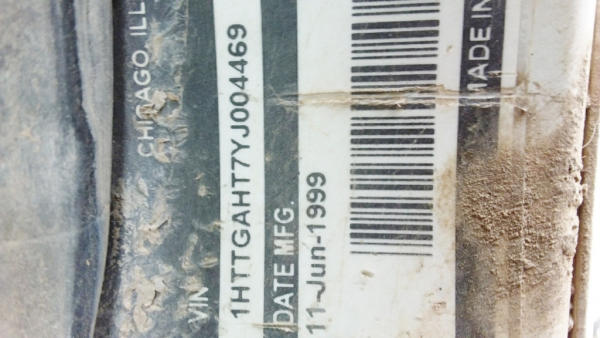 CHICAGO, ILL
VIN
1HTTGAHT7YJ004469
DATE MFG.
11-Jun-1999
MADE IN